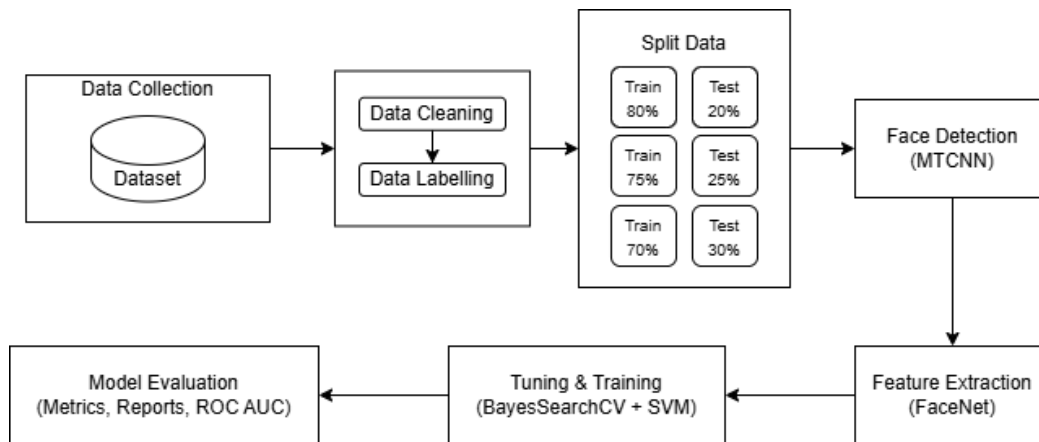 Data Collection
Dataset
Data Cleaning
Data Labelling
Split Data
Train
80%
Test
20%
Train
75%
Test
25%
Train
70%
Test
30%
Face Detection
(MTCNN)
Feature Extraction
(FaceNet)
Tuning & Training
(BayesSearchCV + SVM)
Model Evaluation
(Metrics, Reports, ROC AUC)